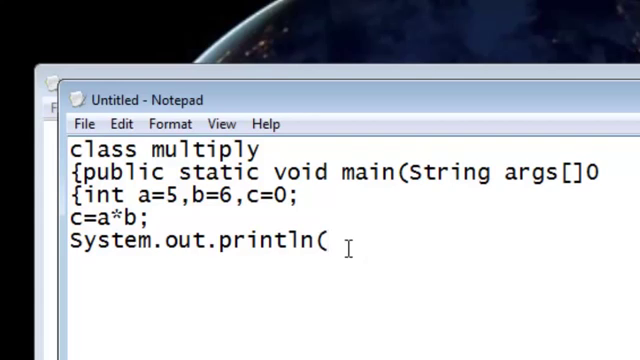 Untitled - Notepad
File Edit Format View Help
class multiply
{public static void main(String args[]0
{int a=5,b=6,c=0;
c=a*b;
System.out.println(